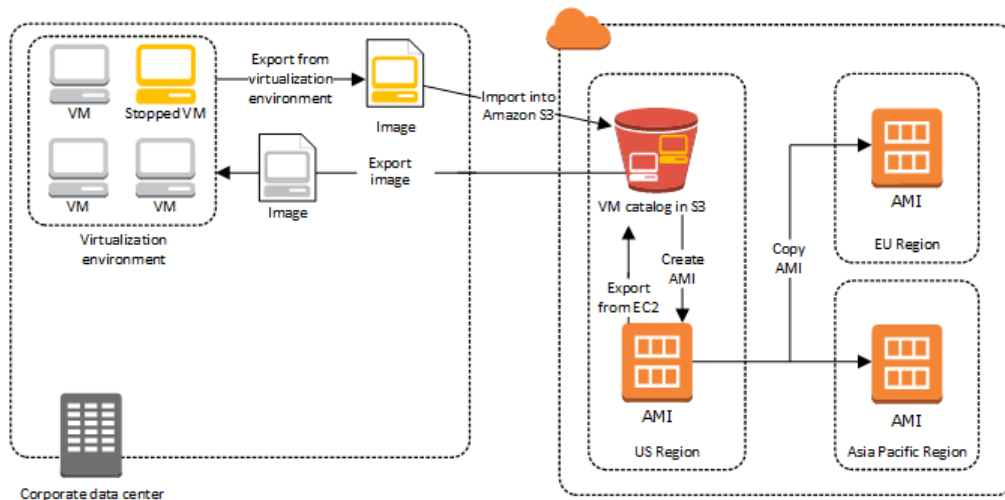 VM
Stopped VM
VM
VM
Virtualization
environment
Export from
virtualization
environment
Image
Export
image
Image
Corporate data center
Import into
Amazon S3
VM catalog in S3
Create
AMI
Export
from EC2
AMI
US Region
Copy
AMI
AMI
EU Region
AMI
Asia Pacific Region